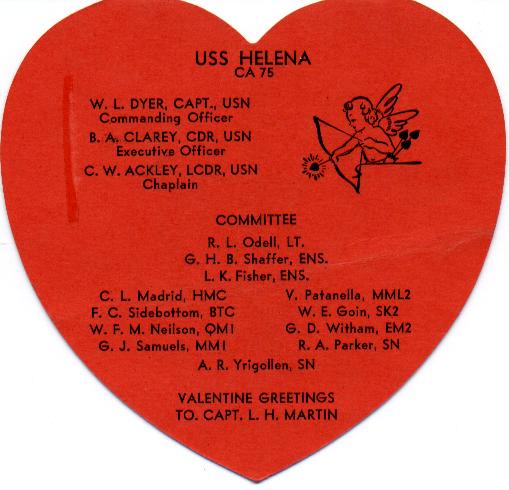 USS HELENA
CA 75
W. L. DYER, CAPT., USN
Commanding Officer
B. A. CLAREY, CDR, USN
Executive Officer
C. W. ACKLEY, LCDR, USN
Chaplain
COMMITTEE
R. L. Odell, LT.
G. H. B. Shaffer, ENS.
L. K. Fisher, ENS.
C. L. Madrid, HMC
F. C. Sidebottom, BTC
W. F. M. Neilson, QM1
G. J. Samuels, MM1
V. Patanella, MML2
W. E. Goin, SK2
G. D. Witham, EM2
R. A. Parker, SN
A. R. Yrigollen, SN
VALENTINE GREETINGS
TO. CAPT. L. H. MARTIN